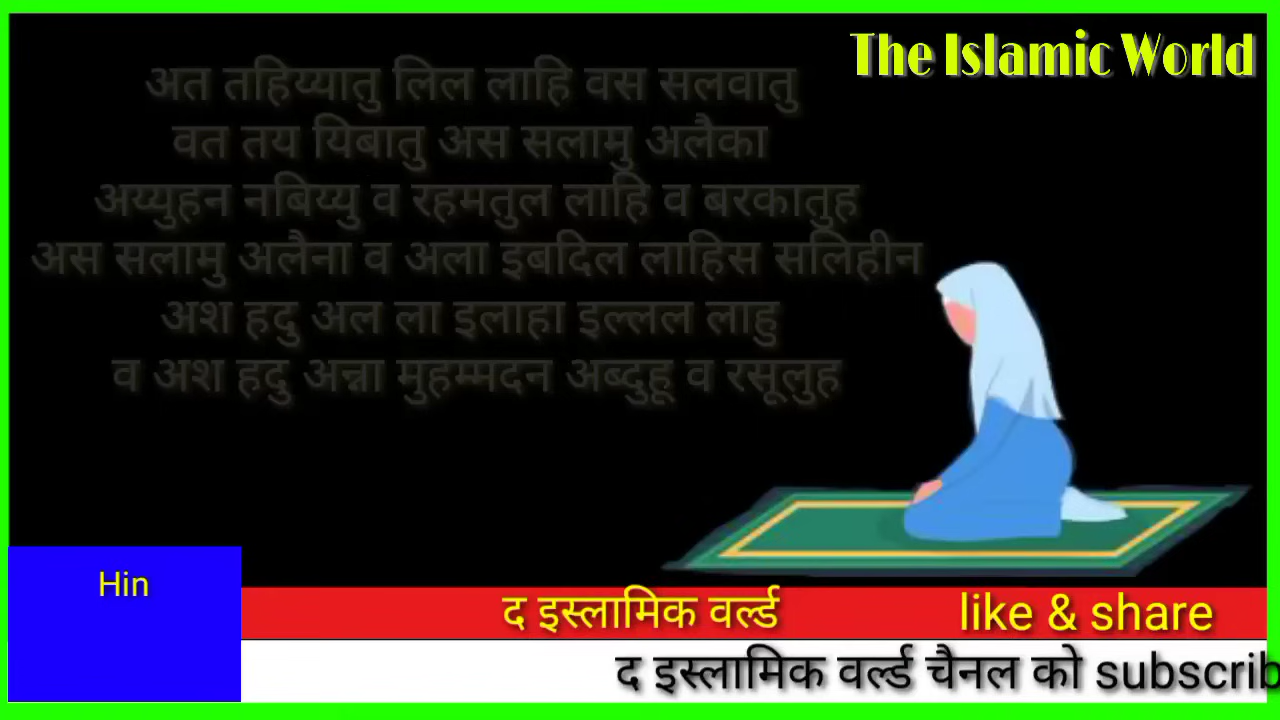 The Islamic World
अत तहिय्यातु लिल लाहि वस सलवातु
वत तय यिबातु अस सलामु अलैका
अय्युहन नबिय्यु व रहमतुल लाहि व बरकातुह
अस सलामु अलैना व अला इबदिल लाहिस सलिहीन
अश हदु अल ला इलाहा इल्लल लाहु
व अश हदु अन्ना मुहम्मदन अब्दुहू व रसूलुह
Hin
द इस्लामिक वर्ल्ड like & share
द इस्लामिक वर्ल्ड चैनल को subscrib